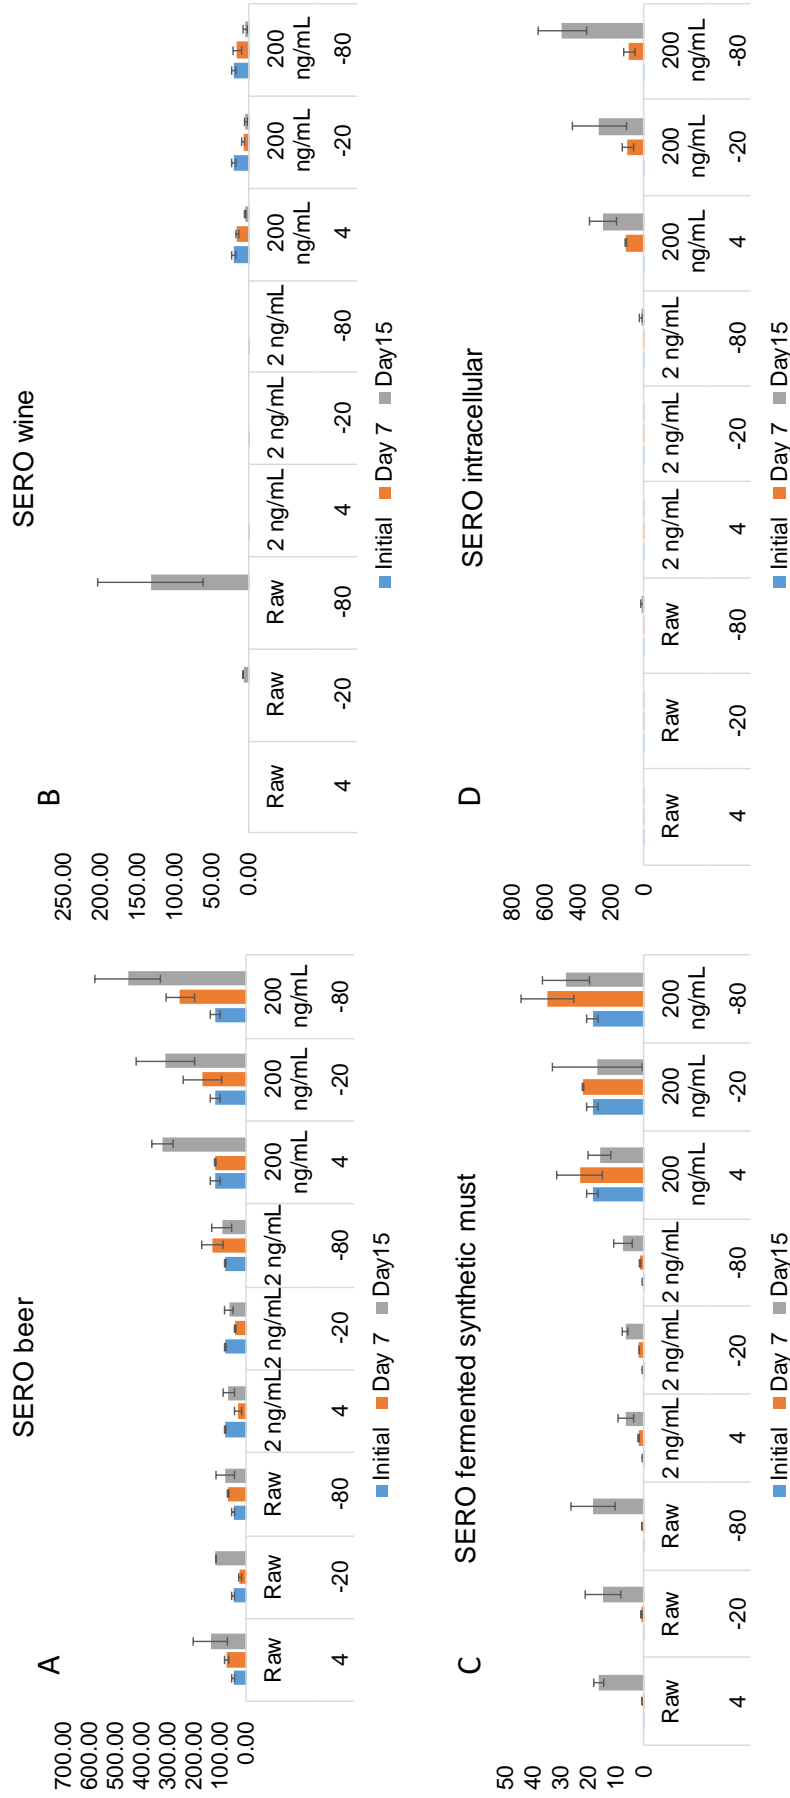 A
SERO beer
700.00
600.00
500.00
400.00
300.00
200.00
100.00
0.00
Raw Raw Raw 2 ng/mL 2 ng/mL 2 ng/mL 200 ng/mL 200 ng/mL 200 ng/mL
4 -20 -80 4 -20 -80 4 -20 -80
Initial Day 7 Day15
B
SERO wine
250.00
200.00
150.00
100.00
50.00
0.00
Raw Raw Raw 2 ng/mL 2 ng/mL 2 ng/mL 200 ng/mL 200 ng/mL 200 ng/mL
4 -20 -80 4 -20 -80 4 -20 -80
Initial Day 7 Day15
C
SERO fermented synthetic must
50
40
30
20
10
0
Raw Raw Raw 2 ng/mL 2 ng/mL 2 ng/mL 200 ng/mL 200 ng/mL 200 ng/mL
4 -20 -80 4 -20 -80 4 -20 -80
Initial Day 7 Day15
D
SERO intracellular
800
600
400
200
0
Raw Raw Raw 2 ng/mL 2 ng/mL 2 ng/mL 200 ng/mL 200 ng/mL 200 ng/mL
4 -20 -80 4 -20 -80 4 -20 -80
Initial Day 7 Day15